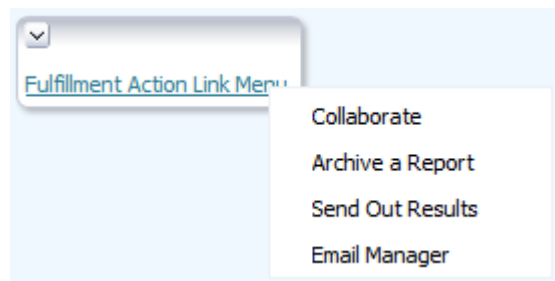 Fulfillment Action Link Menu
Collaborate
Archive a Report
Send Out Results
Email Manager